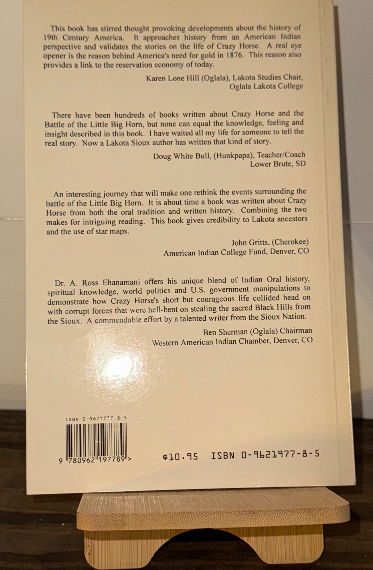 This book has stirred thought provoking developments about the history of
19th Century America. It approaches history from an American Indian
perspective and validates the stories on the life of Crazy Horse. A real eye
opener is the reason behind America's need for gold in 1876. This reason also
provides a link to the reservation economy of today.
Karen Lone Hill (Oglala), Lakota Studies Chair,
Oglala Lakota College
There have been hundreds of books written about Crazy Horse and the
Battle of the Little Big Horn, but none can equal the knowledge, feeling and
insight described in this book. I have waited all my life for someone to tell the
real story. Now a Lakota Sioux author has written that kind of story.
Doug White Bull, (Hunkpapa), Teacher/Coach
Lower Brute, SD
An interesting journey that will make one rethink the events surrounding the
battle of the Little Big Horn. It is about time a book was written about Crazy
Horse from both the oral tradition and written history. Combining the two
makes for intriguing reading. This book gives credibility to Lakota ancestors
and the use of star maps.
John Gritts, (Cherokee)
American Indian College Fund, Denver, CO
Dr. A. Ross Ehanamani offers his unique blend of Indian Oral history,
spiritual knowledge, world politics and U.S. government manipulations to
demonstrate how Crazy Horse's short but courageous life collided head on
with corrupt forces that were hell-bent on stealing the sacred Black Hills from
the Sioux. A commendable effort by a talented writer from the Sioux Nation.
Ben Sherman (Oglala) Chairman
Western American Indian Chamber, Denver, CO
ISBN 0-9621977-8-5
9 780962 197789 >
$10.95 ISBN 0-9621977-8-5